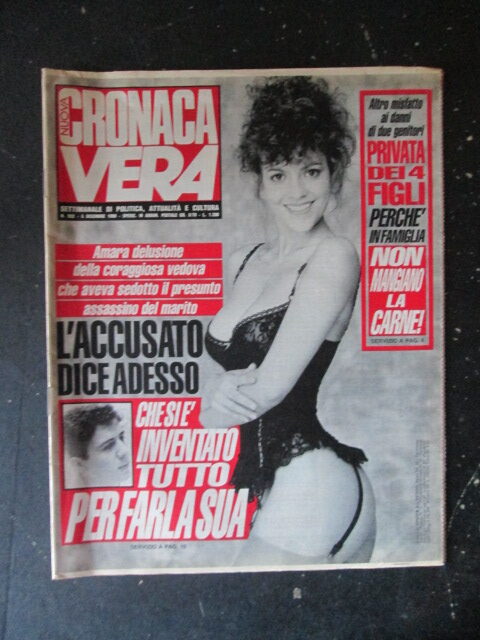 NUOVA
CRONACA
VERA
SETTIMANALE DI POLITICA, ATTUALITÀ E CULTURA
Amara delusione
della coraggiosa vedova
che aveva sedotto il presunto
assassino del marito
L'ACCUSATO
DICE ADESSO
CHE SI E'
INVENTATO
TUTTO
PER FARLA SUA
SERVIZIO A PAG.
Altro misfatto
ai danni
di due genitori
PRIVATA
DEI 4
FIGLI
PERCHE'
IN FAMIGLIA
NON
MANGIANO
LA
CARNE!
SERVIZIO A PAG.